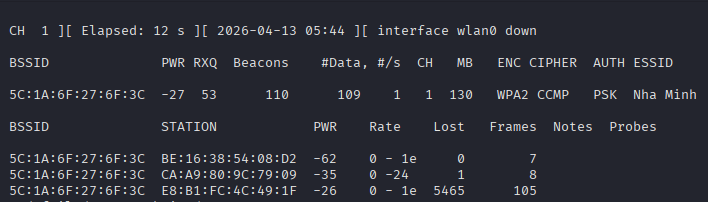 CH  1 ][ Elapsed: 12 s ][ 2026-04-13 05:44 ][ interface wlan0 down
BSSID              PWR RXQ  Beacons    #Data, #/s  CH   MB   ENC CIPHER  AUTH ESSID
5C:1A:6F:27:6F:3C  -27  53      110      109    1   1  130   WPA2 CCMP   PSK  Nha Minh
BSSID              STATION            PWR    Rate    Lost   Frames  Notes  Probes
5C:1A:6F:27:6F:3C  BE:16:38:54:08:D2  -62    0 - 1e     0        7
5C:1A:6F:27:6F:3C  CA:A9:80:9C:79:09  -35    0 -24      1        8
5C:1A:6F:27:6F:3C  E8:B1:FC:4C:49:1F  -26    0 - 1e  5465      105